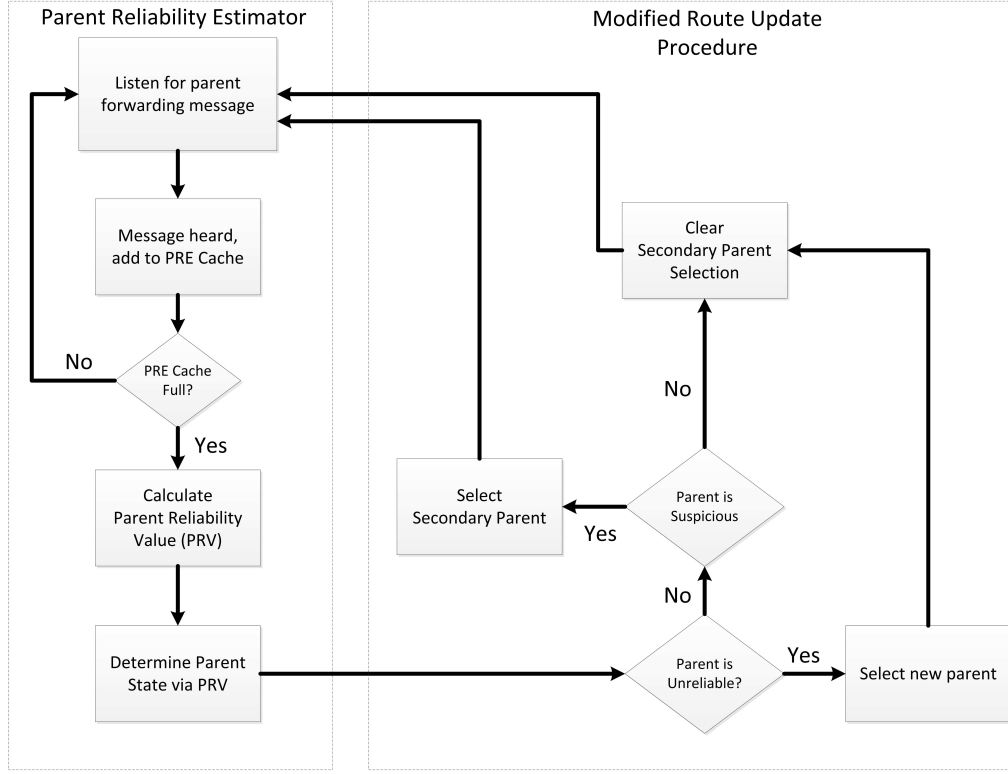 Parent Reliability Estimator
Listen for parent
forwarding message
Message heard,
add to PRE Cache
PRE Cache
Full?
No
Yes
Calculate
Parent Reliability
Value (PRV)
Determine Parent
State via PRV
Modified Route Update
Procedure
Clear
Secondary Parent
Selection
No
Select
Secondary Parent
Yes
Parent is
Suspicious
No
Parent is
Unreliable?
Yes
Select new parent